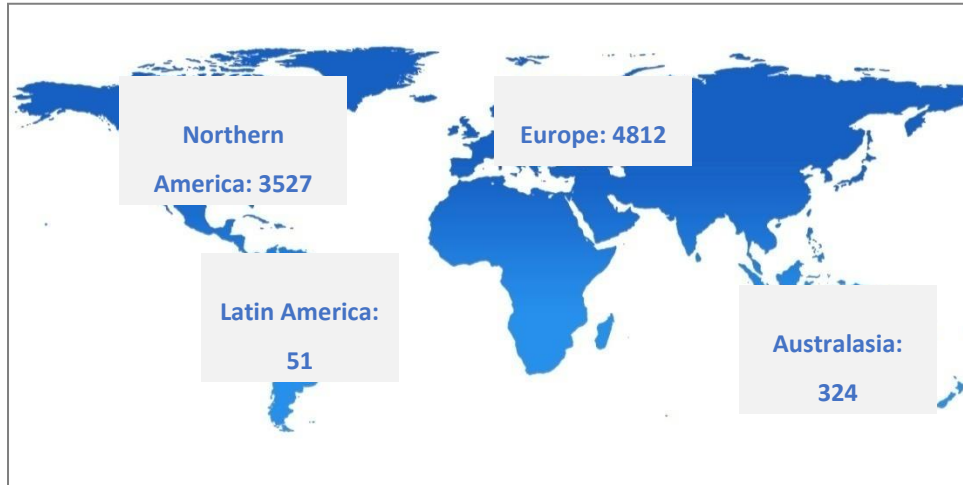 Northern
America: 3527
Europe: 4812
Latin America:
51
Australasia:
324